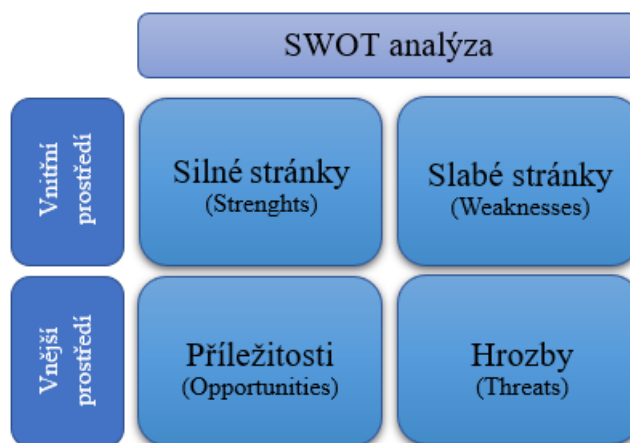 SWOT analýza
Vnitřní
prostředí
Silné stránky
(Strenghts)
Slabé stránky
(Weaknesses)
Vnější
prostředí
Příležitosti
(Opportunities)
Hrozby
(Threats)